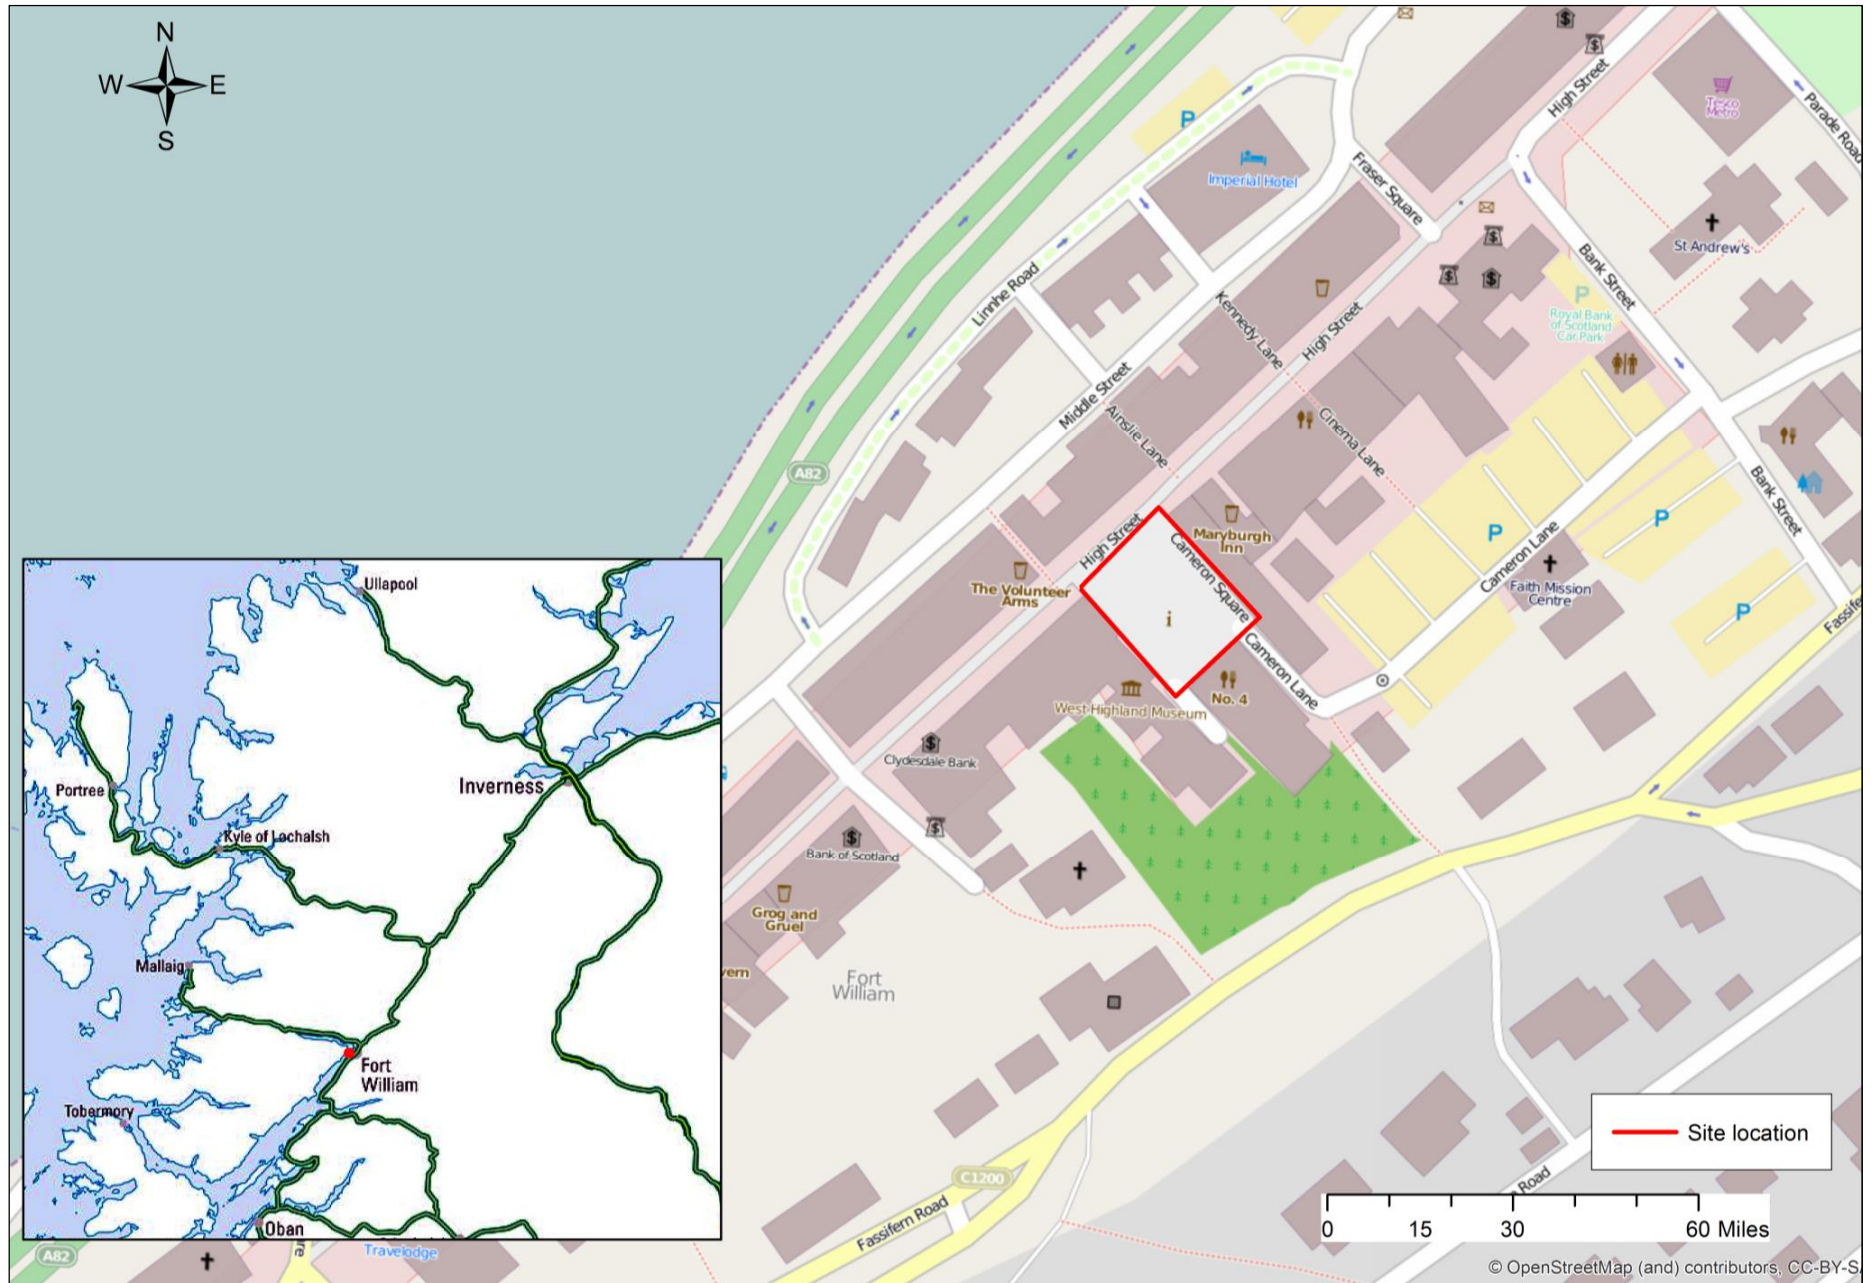 N
W E
S
High Street
Tesco
Metro
Parade Road
P
Imperial Hotel
Fraser Square
St Andrew's
Bank Street
P
Royal Bank
of Scotland
Car Park
Linnhe Road
Kennedy Lane
High Street
Middle Street
Ainslie Lane
Cinema Lane
A82
P
P
Bank Street
High Street
Cameron Square
Maryburgh
Inn
Cameron Lane
Faith Mission
Centre
P
The Volunteer
Arms
i
Cameron Lane
No. 4
West Highland Museum
Clydesdale Bank
Bank of Scotland
Grog and
Gruel
vern
Fort
William
Ullapool
Inverness
Portree
Kyle of Lochalsh
Mallaig
Fort
William
Tobermory
Oban
Site location
C1200
Fassifern Road
Road
0 15 30 60 Miles
A82
Travelodge
© OpenStreetMap (and) contributors, CC-BY-S